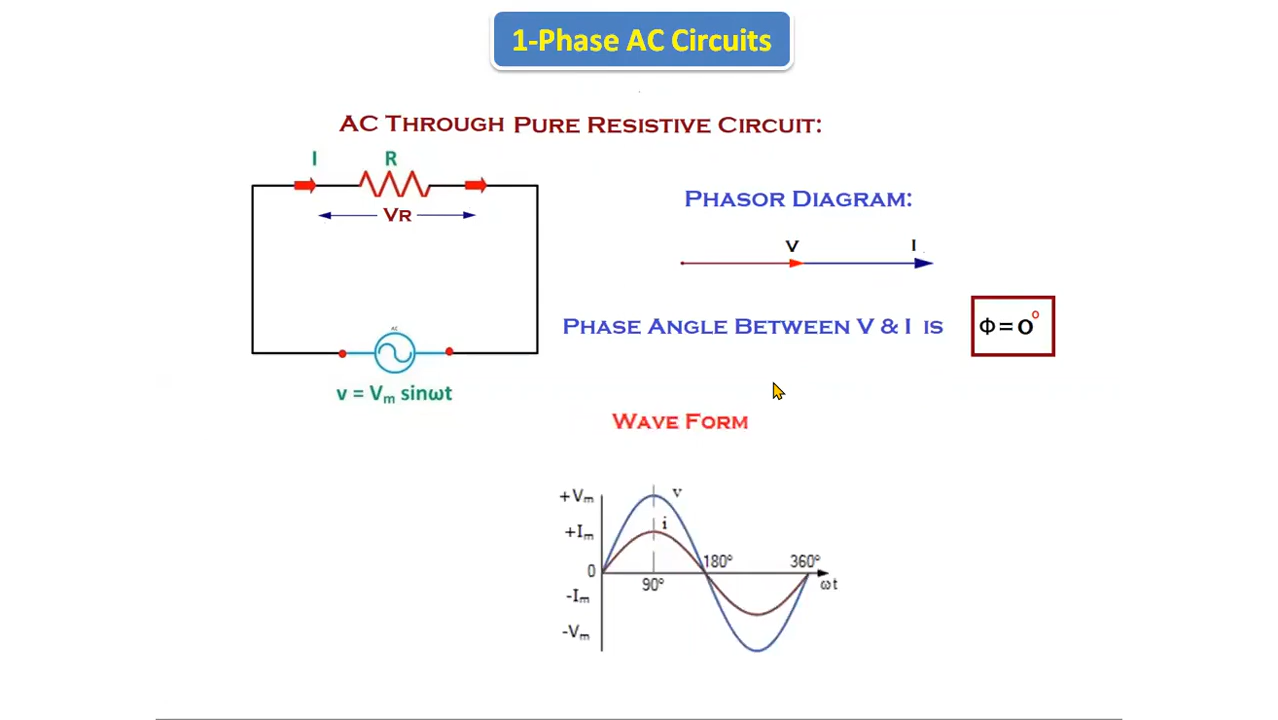 1-Phase AC Circuits
AC THROUGH PURE RESISTIVE CIRCUIT:
I R
VR
AC
v = Vm sinωt
PHASOR DIAGRAM:
V I
PHASE ANGLE BETWEEN V & I IS Φ = 0°
WAVE FORM
+Vm v
+Im i
0 90° 180° 360° ωt
-Im
-Vm